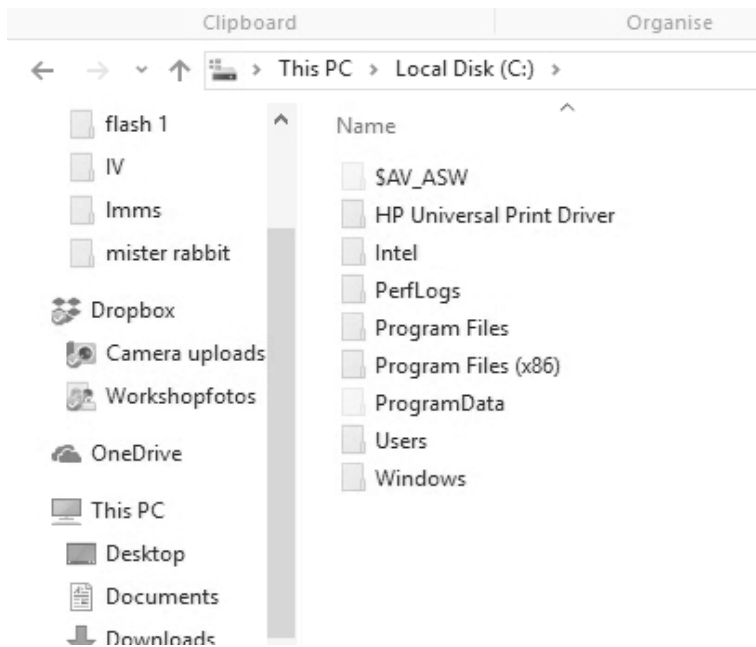 Clipboard
Organise
This PC > Local Disk (C:) >
flash 1
IV
lmms
mister rabbit
Dropbox
Camera uploads
Workshopfotos
OneDrive
This PC
Desktop
Documents
Downloads
Name
$AV_ASW
HP Universal Print Driver
Intel
PerfLogs
Program Files
Program Files (x86)
ProgramData
Users
Windows